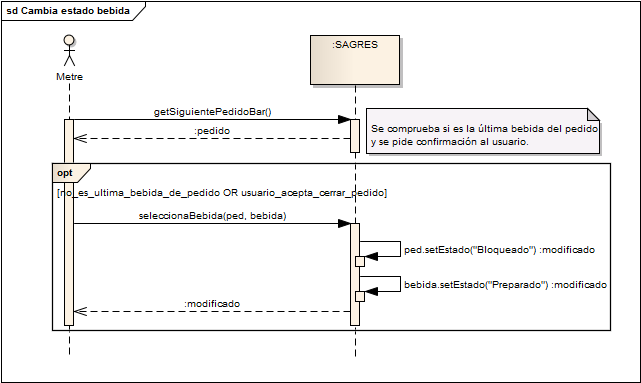 sd Cambia estado bebida
:SAGRES
Metre
getSiguientePedidoBar()
:pedido
Se comprueba si es la última bebida del pedido
y se pide confirmación al usuario.
opt
[no_es_ultima_bebida_de_pedido OR usuario_acepta_cerrar_pedido]
seleccionaBebida(ped, bebida)
ped.setEstado("Bloqueado") :modificado
bebida.setEstado("Preparado") :modificado
:modificado